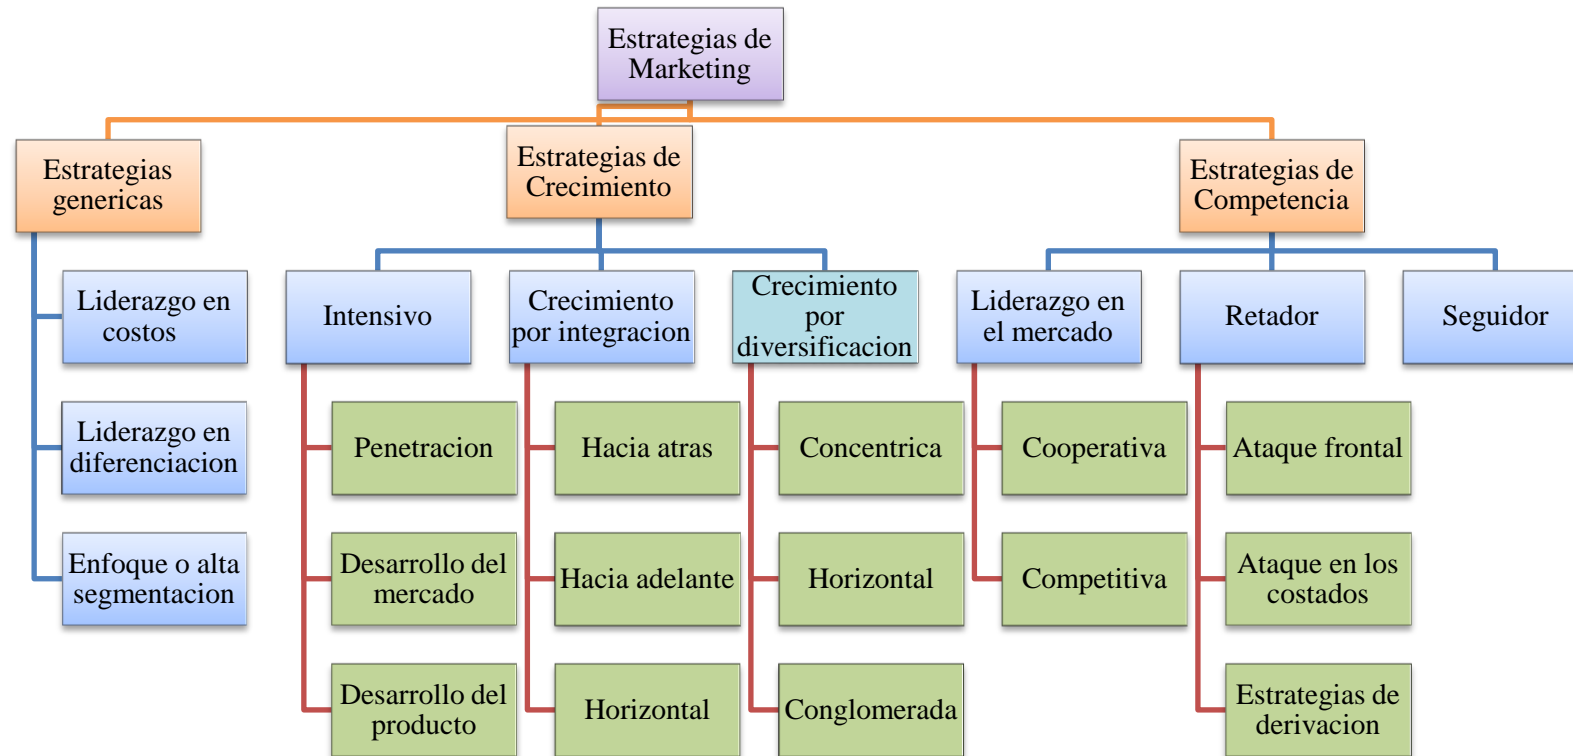 Estrategias de
Marketing
Estrategias
genericas
Estrategias de
Crecimiento
Estrategias de
Competencia
Liderazgo en
costos
Intensivo
Crecimiento
por integracion
Crecimiento
por
diversificacion
Liderazgo en
el mercado
Retador
Seguidor
Liderazgo en
diferenciacion
Penetracion
Hacia atras
Concentrica
Cooperativa
Ataque frontal
Enfoque o alta
segmentacion
Desarrollo del
mercado
Hacia adelante
Horizontal
Competitiva
Ataque en los
costados
Desarrollo del
producto
Horizontal
Conglomerada
Estrategias de
derivacion